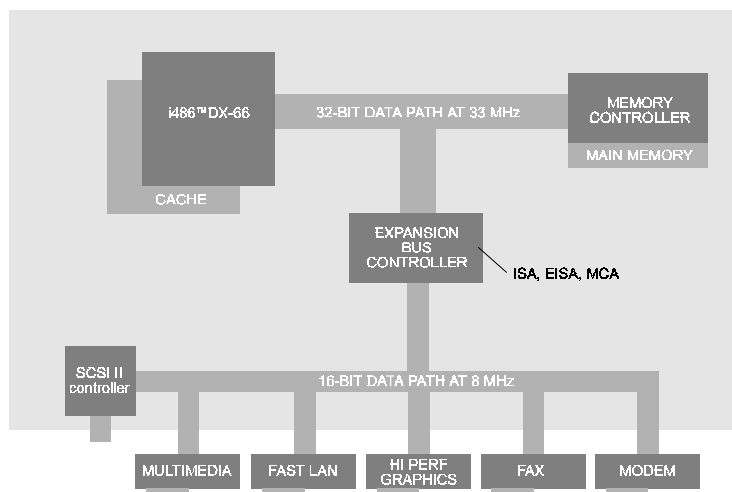 i486™DX-66
32-BIT DATA PATH AT 33 MHz
MEMORY
CONTROLLER
MAIN MEMORY
CACHE
EXPANSION
BUS
CONTROLLER
ISA, EISA, MCA
SCSI II
controller
16-BIT DATA PATH AT 8 MHz
MULTIMEDIA
FAST LAN
HI PERF
GRAPHICS
FAX
MODEM